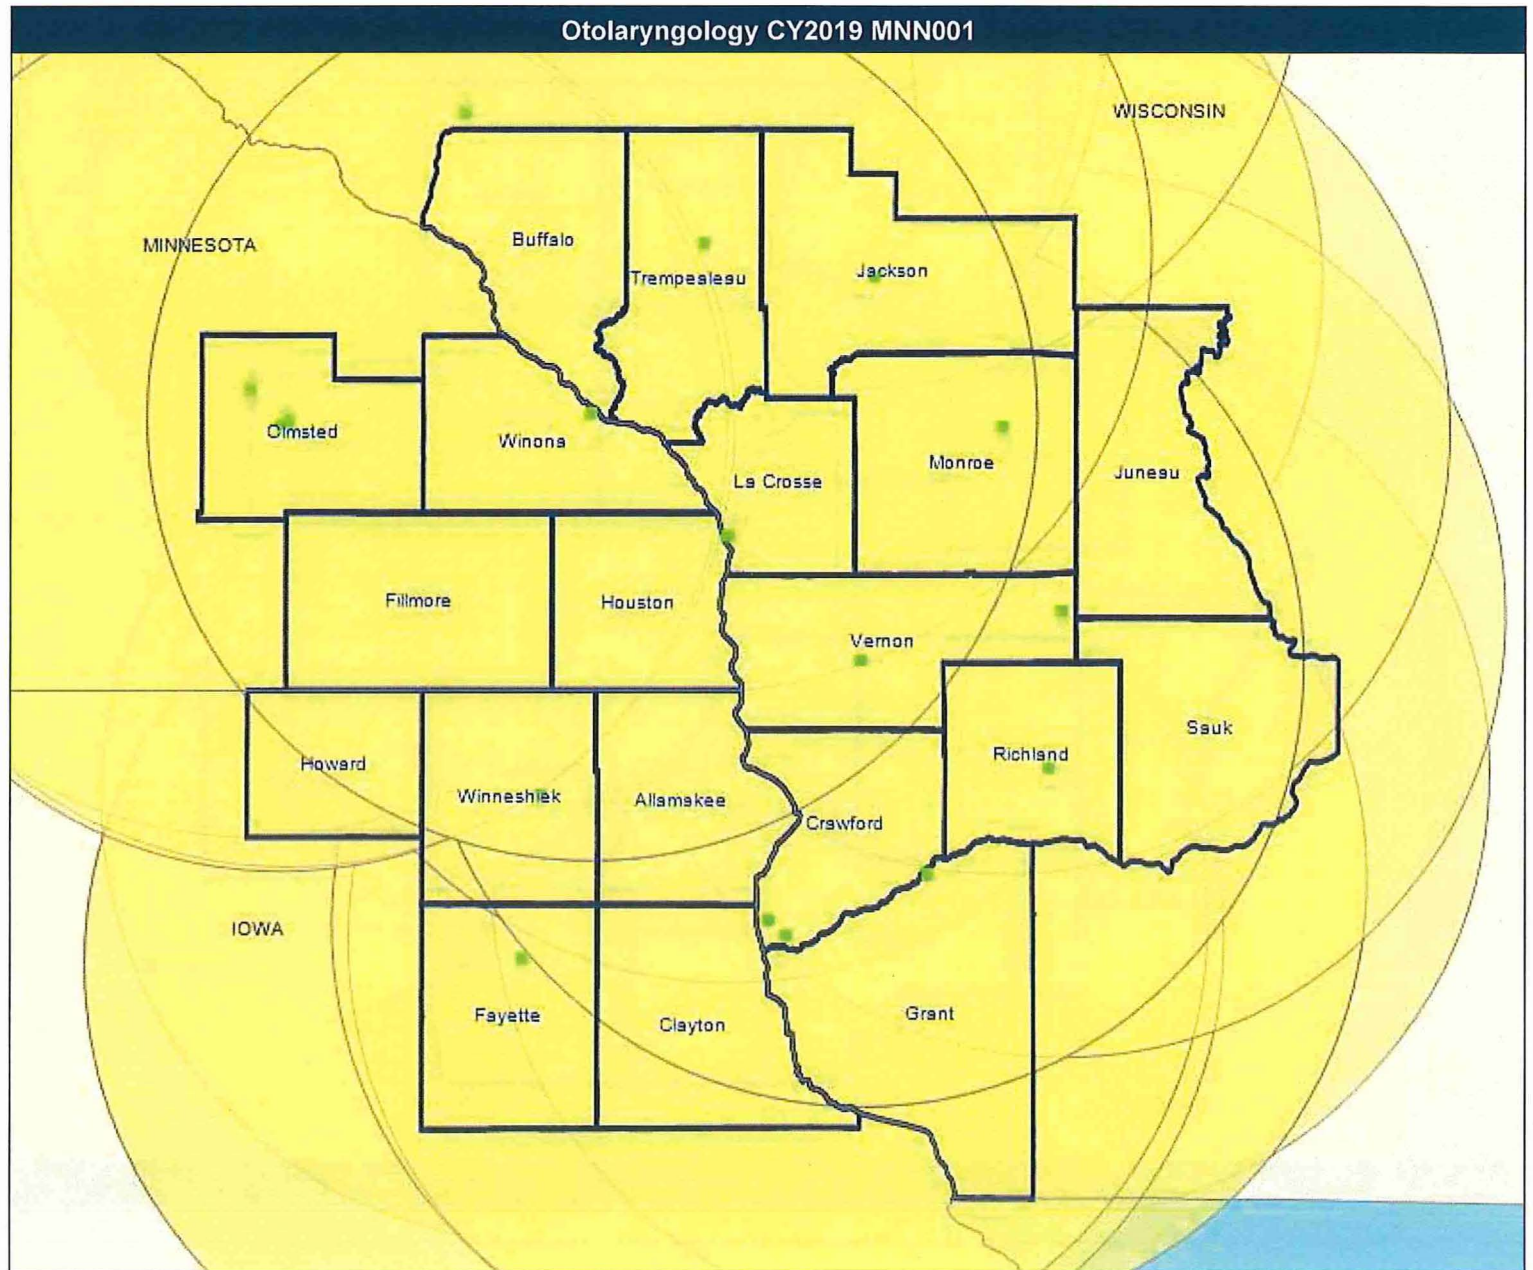 Otolaryngology CY2019 MNN001
WISCONSIN
MINNESOTA
Buffalo
Trempealeau
Jackson
Olmsted
Winona
La Crosse
Monroe
Juneau
Fillmore
Houston
Vernon
Sauk
Richland
Howard
Winneshiek
Allamakee
Crawford
IOWA
Fayette
Clayton
Grant